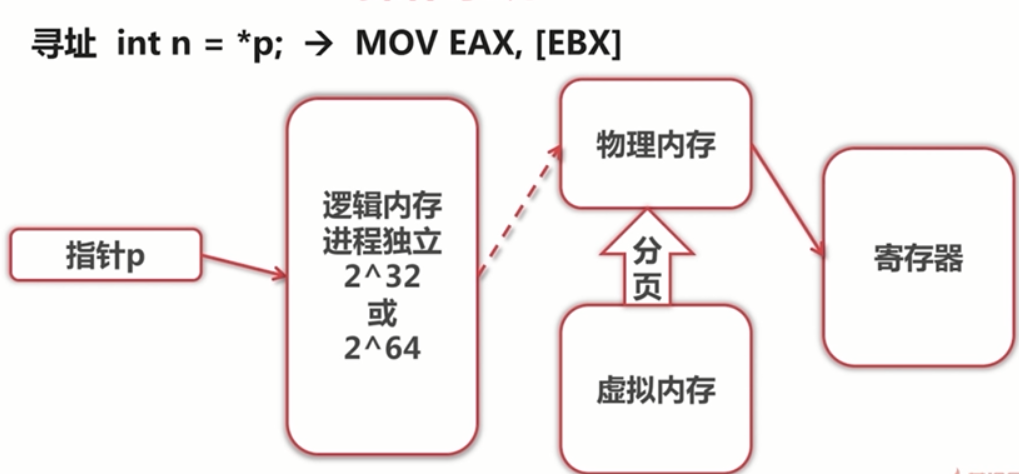 寻址 int n = *p; → MOV EAX, [EBX]
指针p
逻辑内存
进程独立
2^32
或
2^64
物理内存
分
页
虚拟内存
寄存器